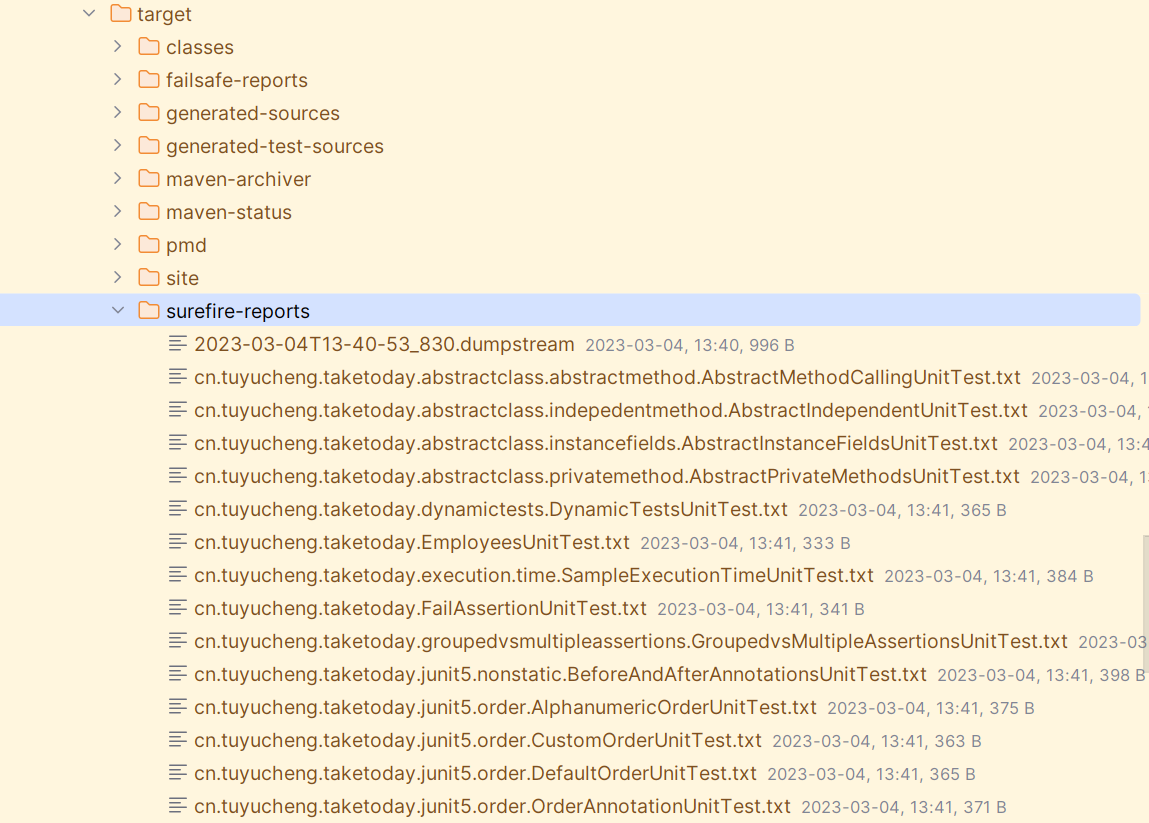 target
classes
failsafe-reports
generated-sources
generated-test-sources
maven-archiver
maven-status
pmd
site
surefire-reports
2023-03-04T13-40-53_830.dumpstream 2023-03-04, 13:40, 996 B
cn.tuyucheng.taketoday.abstractclass.abstractmethod.AbstractMethodCallingUnitTest.txt 2023-03-04, 1
cn.tuyucheng.taketoday.abstractclass.indepedentmethod.AbstractIndependentUnitTest.txt 2023-03-04,
cn.tuyucheng.taketoday.abstractclass.instancefields.AbstractInstanceFieldsUnitTest.txt 2023-03-04, 13:4
cn.tuyucheng.taketoday.abstractclass.privatemethod.AbstractPrivateMethodsUnitTest.txt 2023-03-04, 1
cn.tuyucheng.taketoday.dynamictests.DynamicTestsUnitTest.txt 2023-03-04, 13:41, 365 B
cn.tuyucheng.taketoday.EmployeesUnitTest.txt 2023-03-04, 13:41, 333 B
cn.tuyucheng.taketoday.execution.time.SampleExecutionTimeUnitTest.txt 2023-03-04, 13:41, 384 B
cn.tuyucheng.taketoday.FailAssertionUnitTest.txt 2023-03-04, 13:41, 341 B
cn.tuyucheng.taketoday.groupedvsmultipleassertions.GroupedvsMultipleAssertionsUnitTest.txt 2023-03
cn.tuyucheng.taketoday.junit5.nonstatic.BeforeAndAfterAnnotationsUnitTest.txt 2023-03-04, 13:41, 398 B
cn.tuyucheng.taketoday.junit5.order.AlphanumericOrderUnitTest.txt 2023-03-04, 13:41, 375 B
cn.tuyucheng.taketoday.junit5.order.CustomOrderUnitTest.txt 2023-03-04, 13:41, 363 B
cn.tuyucheng.taketoday.junit5.order.DefaultOrderUnitTest.txt 2023-03-04, 13:41, 365 B
cn.tuyucheng.taketoday.junit5.order.OrderAnnotationUnitTest.txt 2023-03-04, 13:41, 371 B